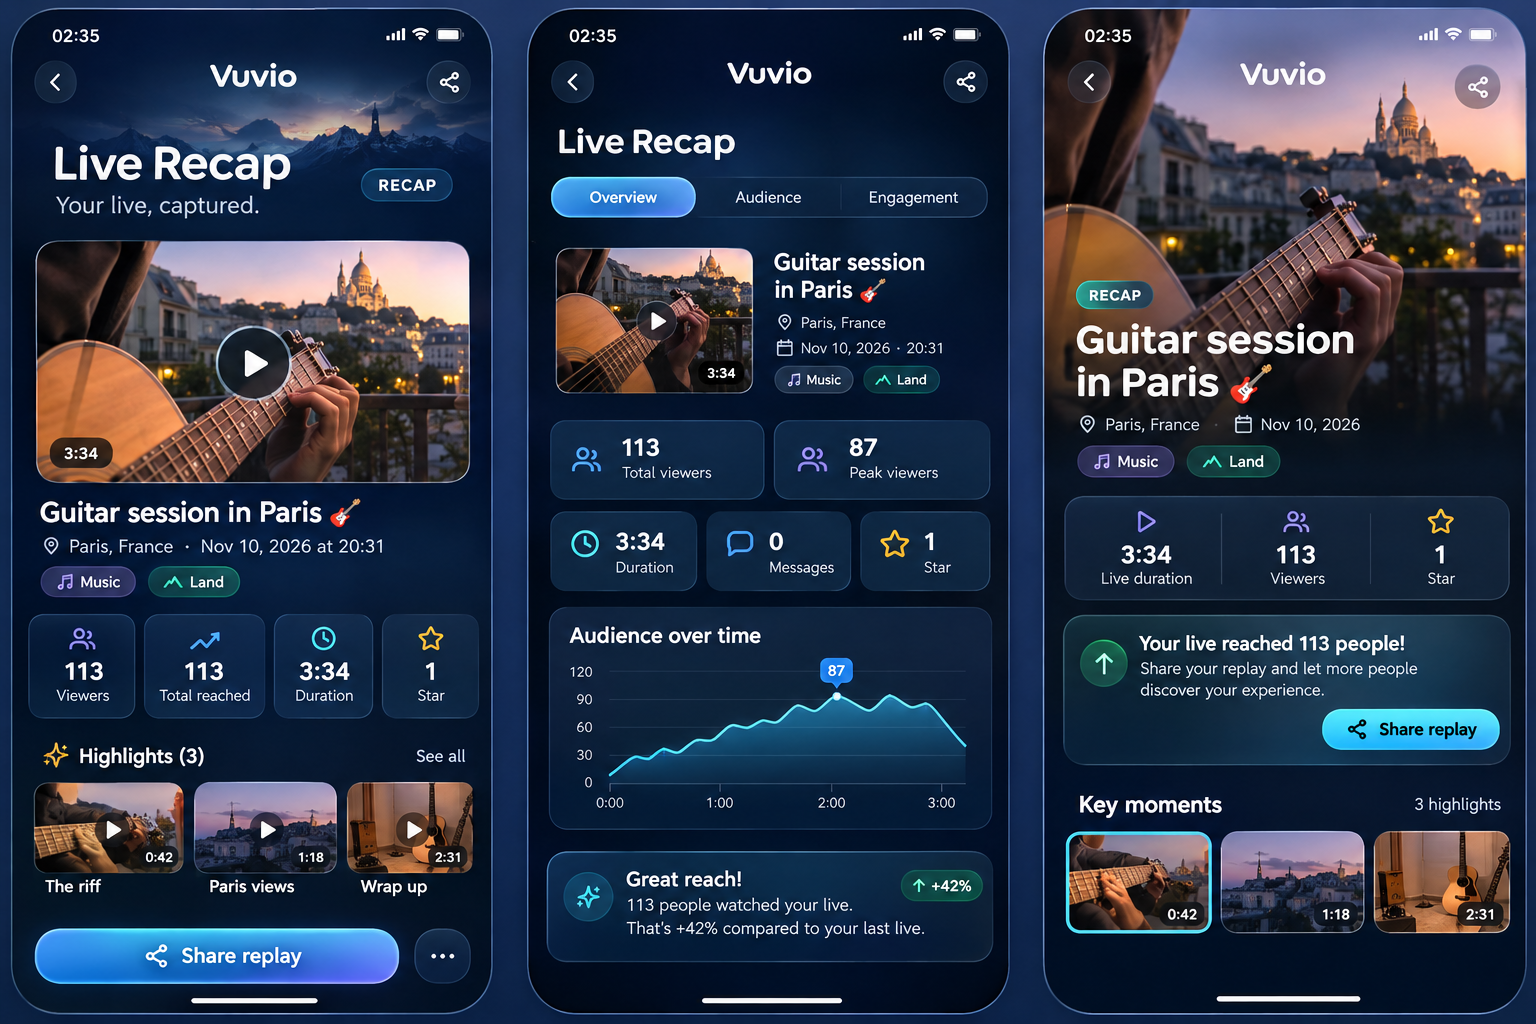 02:35
Vuvio
Live Recap
Your live, captured.
RECAP
3:34
Guitar session in Paris 🎸
Paris, France · Nov 10, 2026 at 20:31
Music
Land
113
Viewers
113
Total reached
3:34
Duration
1
Star
Highlights (3)
See all
0:42
1:18
2:31
The riff
Paris views
Wrap up
Share replay
02:35
Vuvio
Live Recap
Overview
Audience
Engagement
3:34
Guitar session
in Paris 🎸
Paris, France
Nov 10, 2026 · 20:31
Music
Land
113
Total viewers
87
Peak viewers
3:34
Duration
0
Messages
1
Star
Audience over time
87
120
90
60
30
0
0:00
1:00
2:00
3:00
Great reach!
113 people watched your live.
That's +42% compared to your last live.
+42%
02:35
Vuvio
RECAP
Guitar session
in Paris 🎸
Paris, France · Nov 10, 2026
Music
Land
3:34
Live duration
113
Viewers
1
Star
Your live reached 113 people!
Share your replay and let more people
discover your experience.
Share replay
Key moments
3 highlights
0:42
1:18
2:31